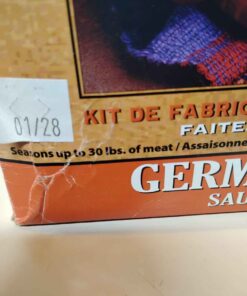 01/28
KIT DE FABRIC
FAITE
Seasons up to 30 lbs. of meat / Assaisonne
GERM
SAU